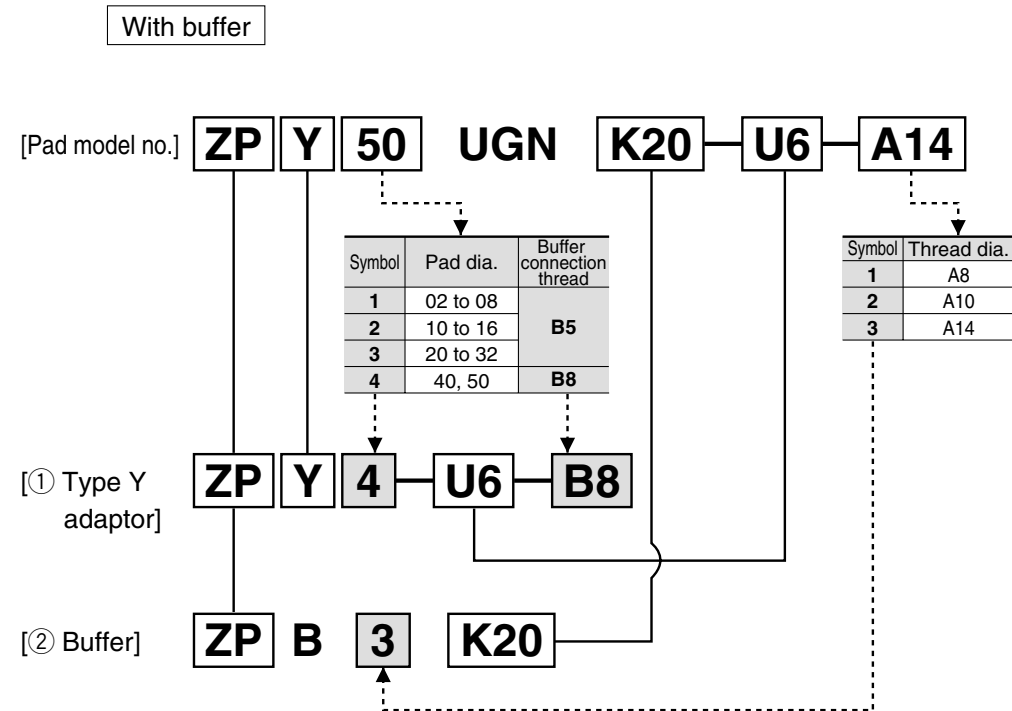 With buffer
[Pad model no.] ZP Y 50 UGN K20 U6 A14
Symbol Pad dia. Buffer connection thread
1 02 to 08 B5
2 10 to 16
3 20 to 32
4 40, 50 B8
Symbol Thread dia.
1 A8
2 A10
3 A14
[① Type Y adaptor] ZP Y 4 U6 B8
[② Buffer] ZP B 3 K20